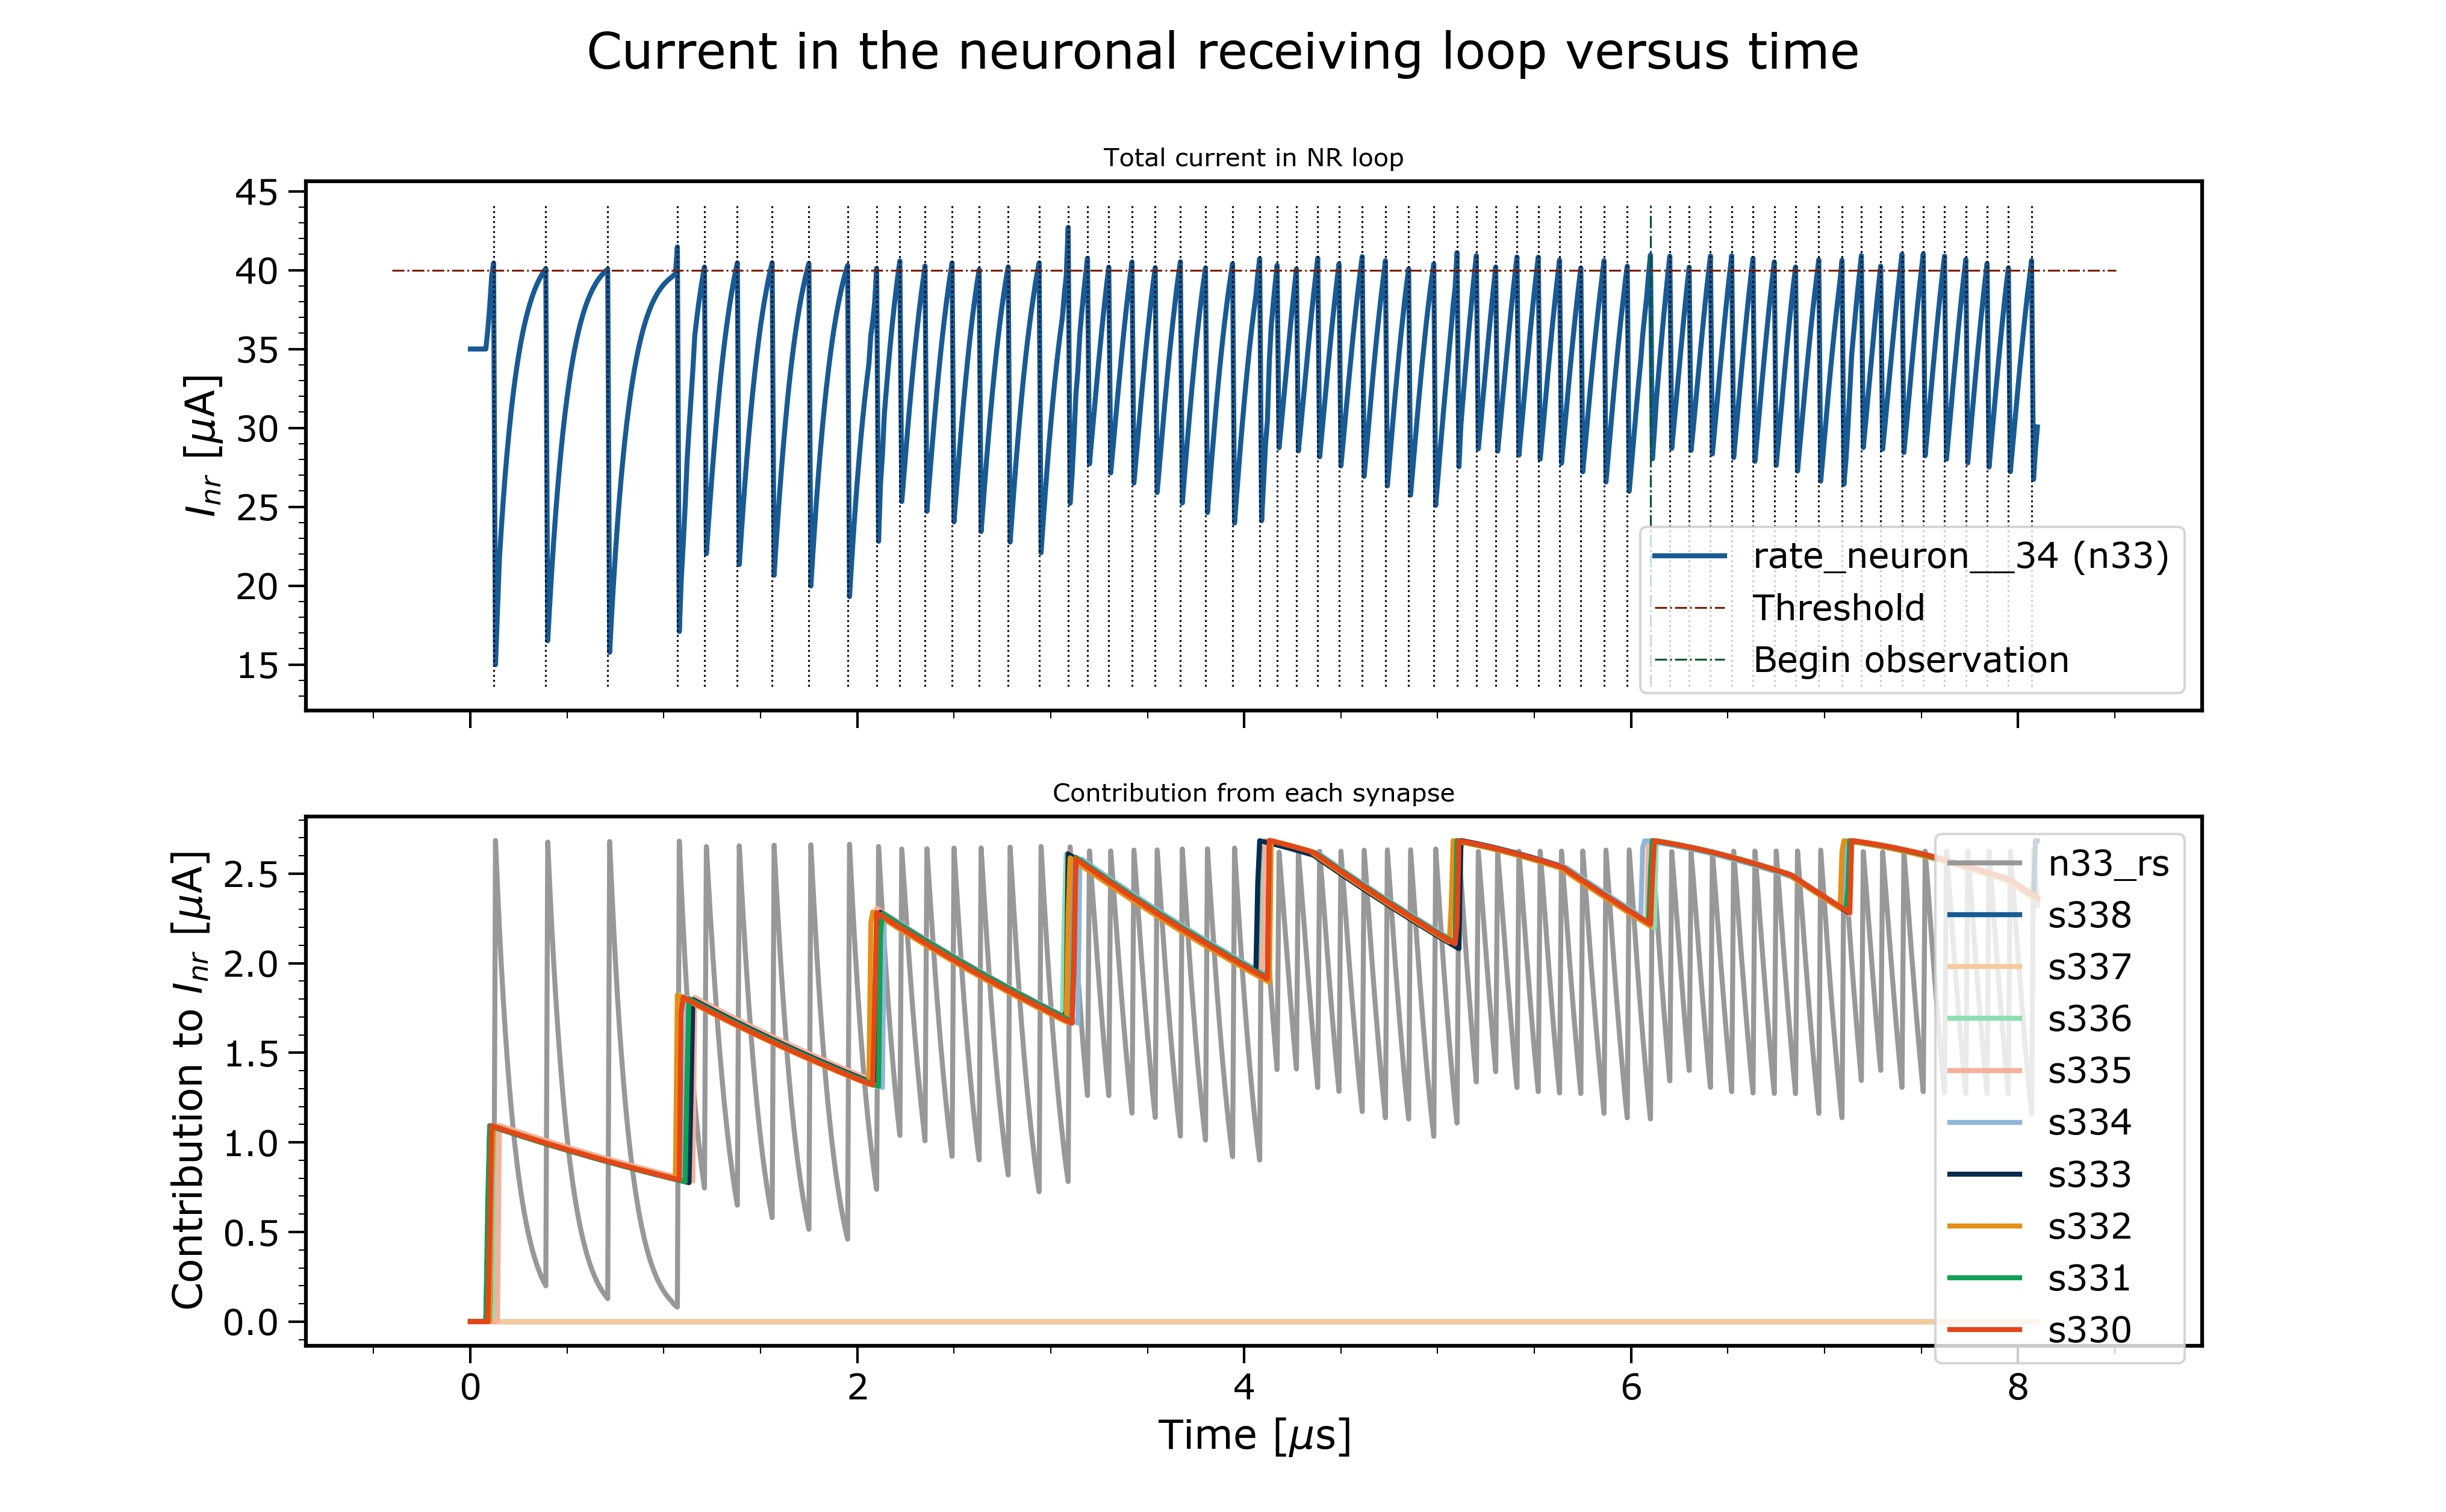 Current in the neuronal receiving loop versus time
Total current in NR loop
45
40
35
30
25
20
15
I_nr [μA]
rate_neuron__34 (n33)
Threshold
Begin observation
Contribution from each synapse
2.5
2.0
1.5
1.0
0.5
0.0
Contribution to I_nr [μA]
n33_rs
s338
s337
s336
s335
s334
s333
s332
s331
s330
0 2 4 6 8
Time [μs]